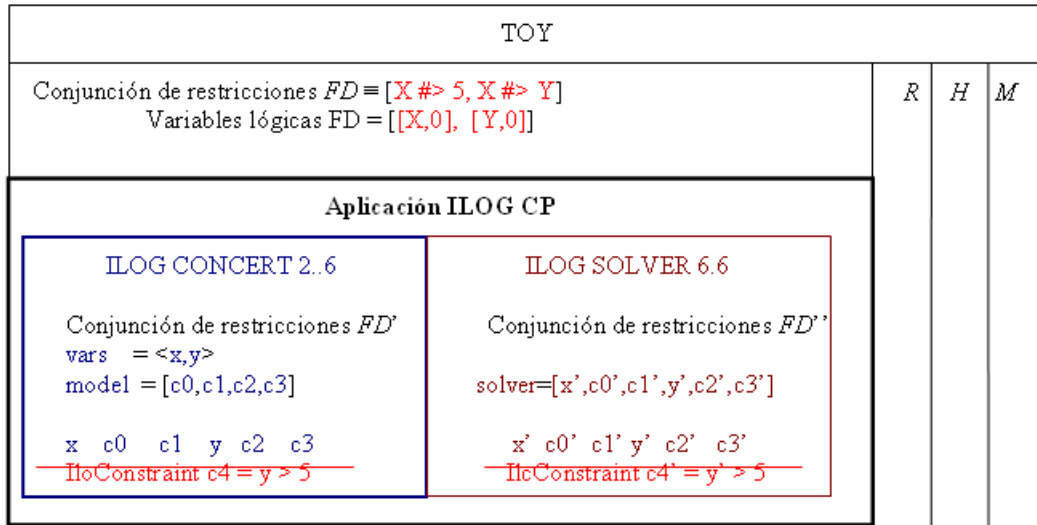 TOY
Conjunción de restricciones FD ≡ [X #> 5, X #> Y]
Variables lógicas FD = [[X,0], [Y,0]]
R H M
Aplicación ILOG CP
ILOG CONCERT 2..6
Conjunción de restricciones FD'
vars = <x,y>
model = [c0,c1,c2,c3]
x c0 c1 y c2 c3
IloConstraint c4 = y > 5
ILOG SOLVER 6.6
Conjunción de restricciones FD''
solver=[x',c0',c1',y',c2',c3']
x' c0' c1' y' c2' c3'
IlcConstraint c4' = y' > 5